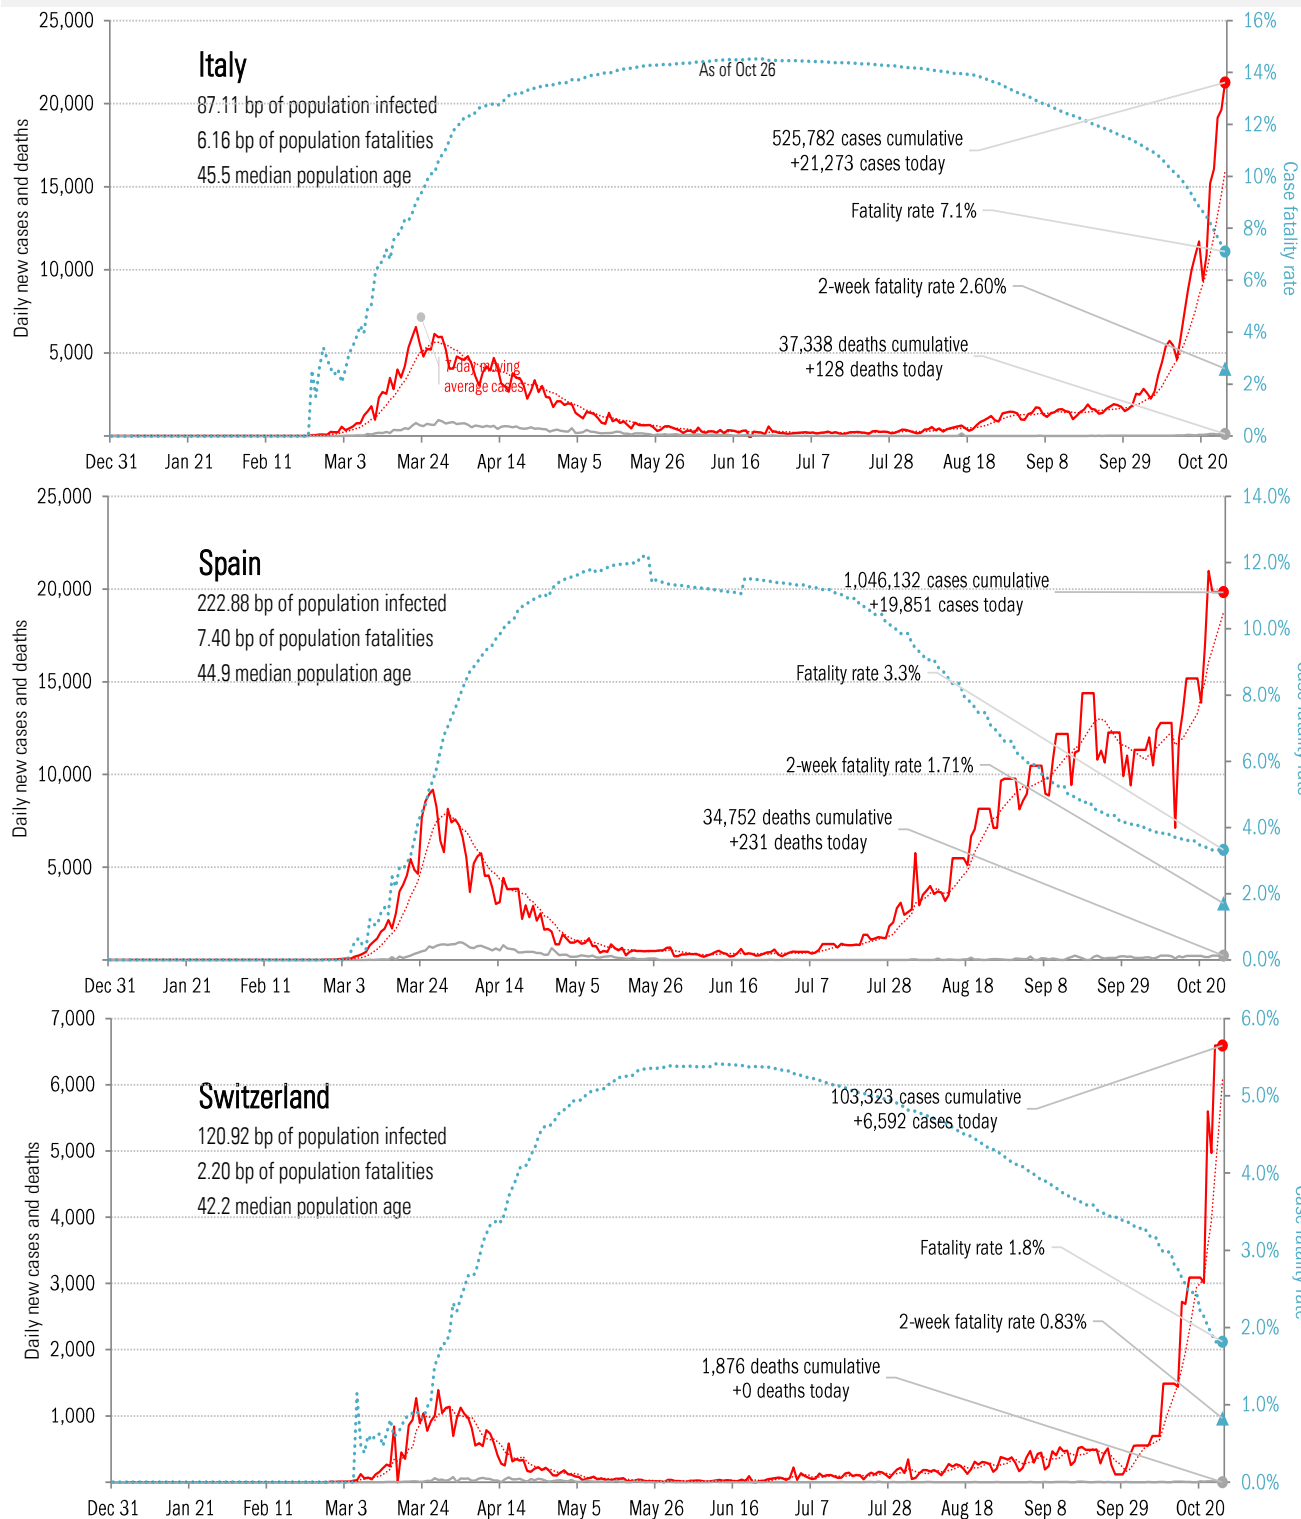 25,000
16%
Italy
As of Oct 26
14%
20,000
87.11 bp of population infected
525,782 cases cumulative
+21,273 cases today
12%
6.16 bp of population fatalities
45.5 median population age
15,000
10%
Fatality rate 7.1%
8%
10,000
2-week fatality rate 2.60%
6%
5,000
37,338 deaths cumulative
+128 deaths today
4%
7-day moving
average cases
2%
0%
Daily new cases and deaths
Case fatality rate
Dec 31 Jan 21 Feb 11 Mar 3 Mar 24 Apr 14 May 5 May 26 Jun 16 Jul 7 Jul 28 Aug 18 Sep 8 Sep 29 Oct 20
25,000
14.0%
Spain
12.0%
20,000
222.88 bp of population infected
1,046,132 cases cumulative
+19,851 cases today
10.0%
7.40 bp of population fatalities
44.9 median population age
15,000
Fatality rate 3.3%
8.0%
10,000
2-week fatality rate 1.71%
6.0%
34,752 deaths cumulative
+231 deaths today
4.0%
5,000
2.0%
0.0%
Daily new cases and deaths
Case fatality rate
Dec 31 Jan 21 Feb 11 Mar 3 Mar 24 Apr 14 May 5 May 26 Jun 16 Jul 7 Jul 28 Aug 18 Sep 8 Sep 29 Oct 20
7,000
6.0%
6,000
Switzerland
103,323 cases cumulative
+6,592 cases today
5.0%
120.92 bp of population infected
5,000
2.20 bp of population fatalities
42.2 median population age
4.0%
4,000
Fatality rate 1.8%
3.0%
3,000
2-week fatality rate 0.83%
2.0%
2,000
1,876 deaths cumulative
+0 deaths today
1.0%
1,000
0.0%
Daily new cases and deaths
Case fatality rate
Dec 31 Jan 21 Feb 11 Mar 3 Mar 24 Apr 14 May 5 May 26 Jun 16 Jul 7 Jul 28 Aug 18 Sep 8 Sep 29 Oct 20